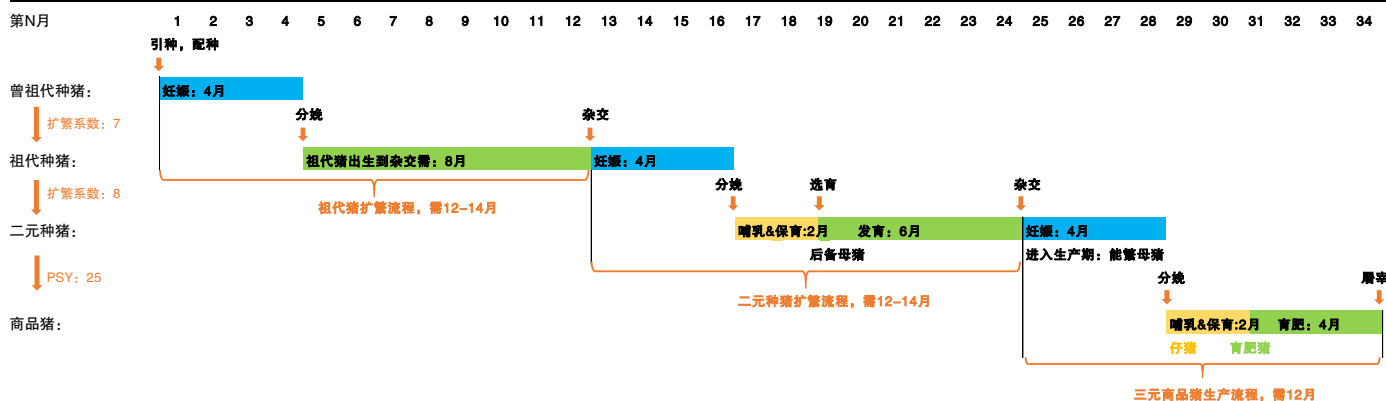 第N月 1 2 3 4 5 6 7 8 9 10 11 12 13 14 15 16 17 18 19 20 21 22 23 24 25 26 27 28 29 30 31 32 33 34
引种，配种
曾祖代种猪：
妊娠：4月
扩繁系数：7
分娩
杂交
祖代种猪：
祖代猪出生到杂交需：8月
妊娠：4月
扩繁系数：8
祖代猪扩繁流程，需12-14月
分娩
选育
杂交
二元种猪：
哺乳&保育:2月
发育：6月
妊娠：4月
后备母猪
进入生产期：能繁母猪
PSY：25
二元种猪扩繁流程，需12-14月
分娩
屠宰
商品猪：
哺乳&保育:2月
育肥：4月
仔猪
育肥猪
三元商品猪生产流程，需12月